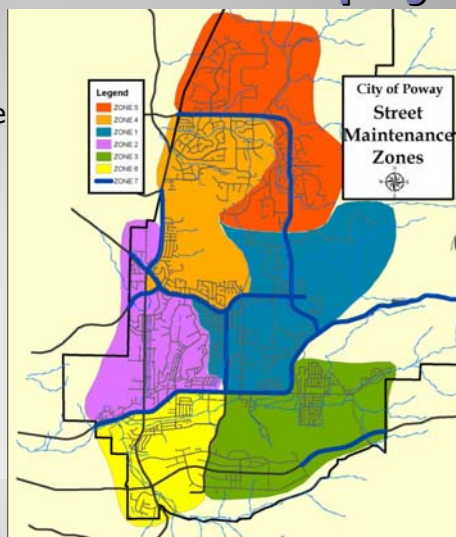 e
Legend
ZONE 5
ZONE 4
ZONE 1
ZONE 2
ZONE
ZONE 6
ZONE 7
City of Poway
Street
Maintenance
Zones